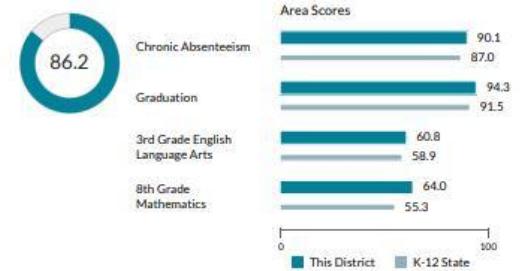 Area Scores
86.2
Chronic Absenteeism
90.1
87.0
Graduation
94.3
91.5
3rd Grade English
Language Arts
60.8
58.9
8th Grade
Mathematics
64.0
55.3
0
100
This District
K-12 State